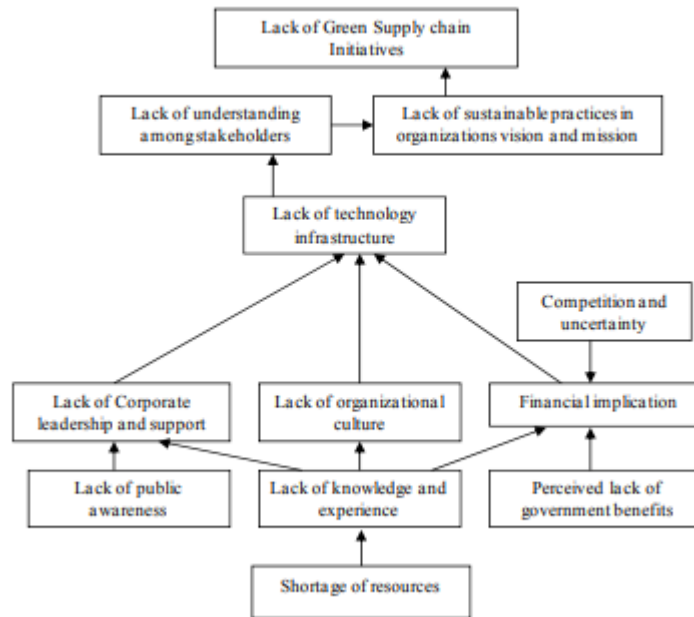 Lack of Green Supply chain
Initiatives
Lack of understanding
among stakeholders
Lack of sustainable practices in
organizations vision and mission
Lack of technology
infrastructure
Competition and
uncertainty
Lack of Corporate
leadership and support
Lack of organizational
culture
Financial implication
Lack of public
awareness
Lack of knowledge and
experience
Perceived lack of
government benefits
Shortage of resources